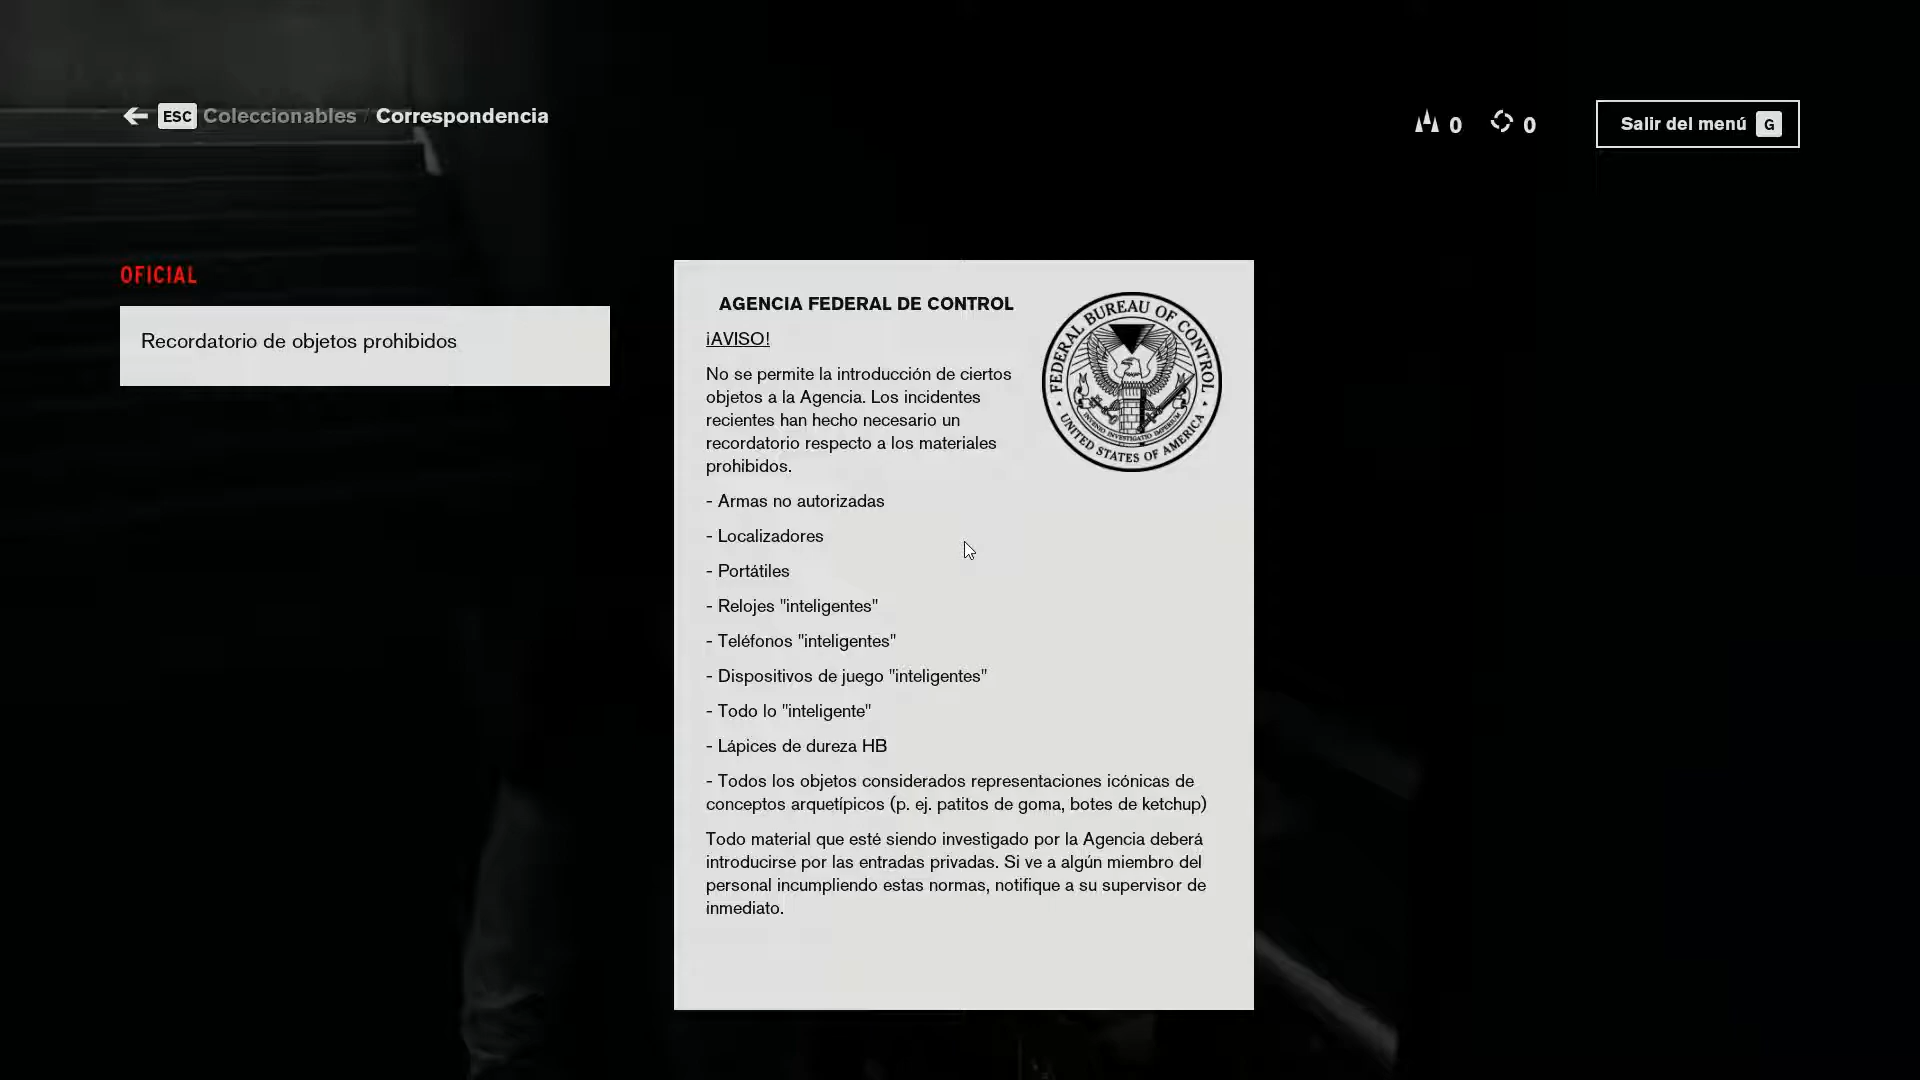 ESC Coleccionables / Correspondencia
0 0 Salir del menú G
OFICIAL
Recordatorio de objetos prohibidos
AGENCIA FEDERAL DE CONTROL
¡AVISO!
No se permite la introducción de ciertos
objetos a la Agencia. Los incidentes
recientes han hecho necesario un
recordatorio respecto a los materiales
prohibidos.
FEDERAL BUREAU OF CONTROL
INVENIO INVESTIGATIO IMPERIUM
UNITED STATES OF AMERICA
- Armas no autorizadas
- Localizadores
- Portátiles
- Relojes "inteligentes"
- Teléfonos "inteligentes"
- Dispositivos de juego "inteligentes"
- Todo lo "inteligente"
- Lápices de dureza HB
- Todos los objetos considerados representaciones icónicas de
conceptos arquetípicos (p. ej. patitos de goma, botes de ketchup)
Todo material que esté siendo investigado por la Agencia deberá
introducirse por las entradas privadas. Si ve a algún miembro del
personal incumpliendo estas normas, notifique a su supervisor de
inmediato.